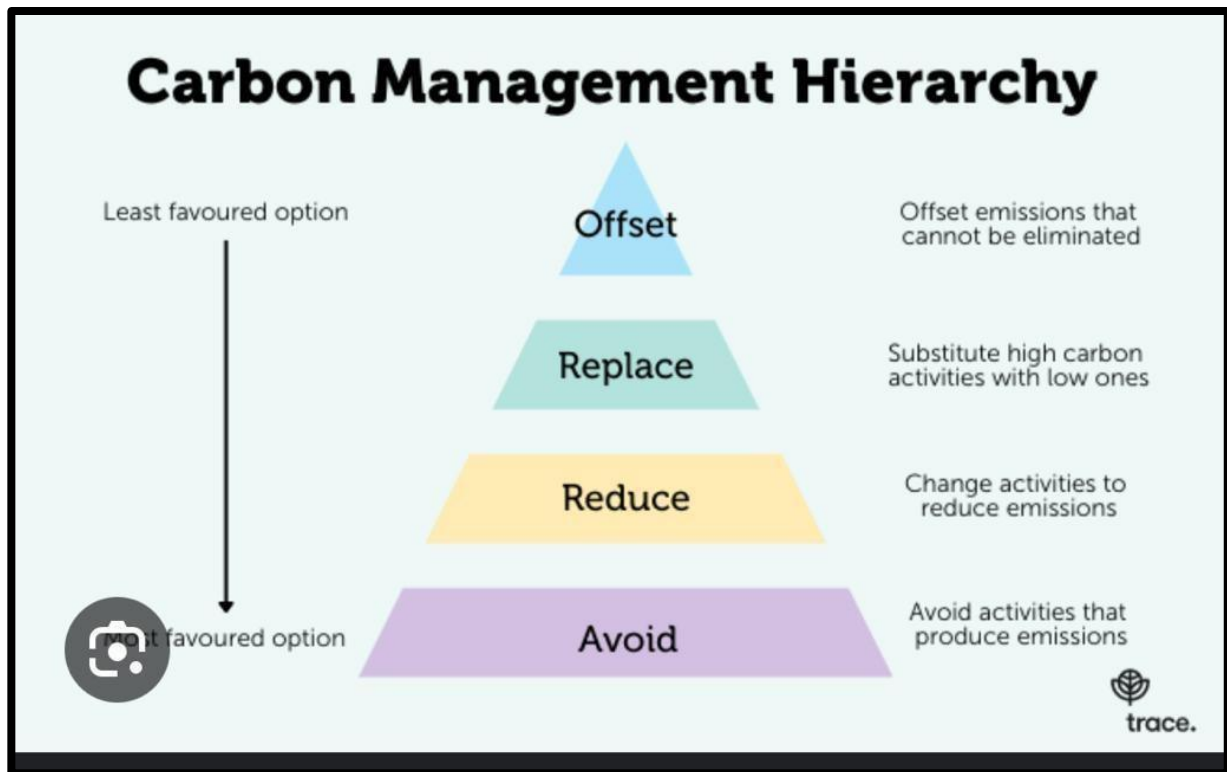 Carbon Management Hierarchy
Least favoured option
Offset
Offset emissions that
cannot be eliminated
Replace
Substitute high carbon
activities with low ones
Reduce
Change activities to
reduce emissions
favoured option
Avoid
Avoid activities that
produce emissions
trace.